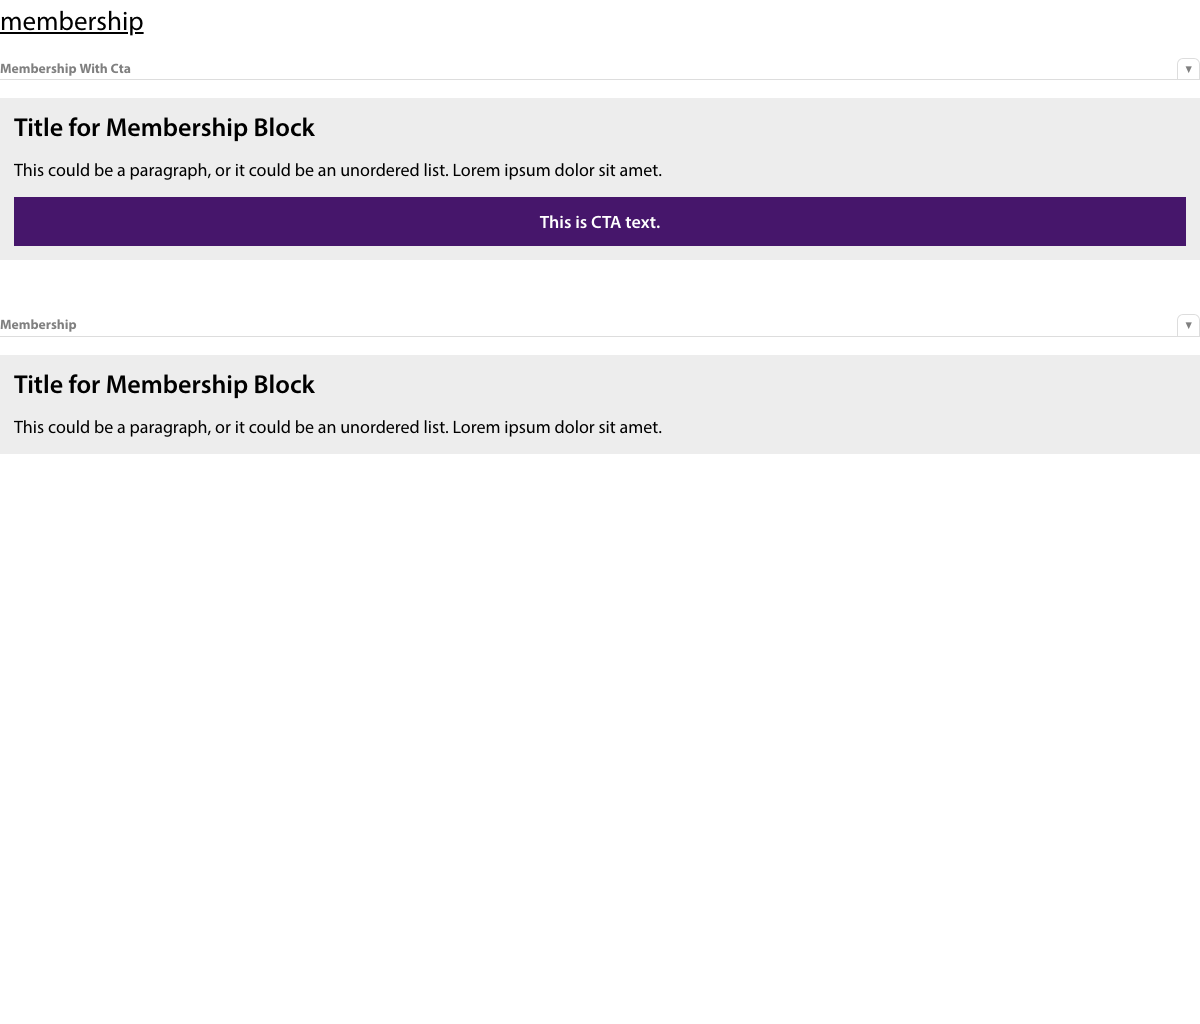 membership
Membership With Cta
▼
Title for Membership Block
This could be a paragraph, or it could be an unordered list. Lorem ipsum dolor sit amet.
This is CTA text.
Membership
▼
Title for Membership Block
This could be a paragraph, or it could be an unordered list. Lorem ipsum dolor sit amet.